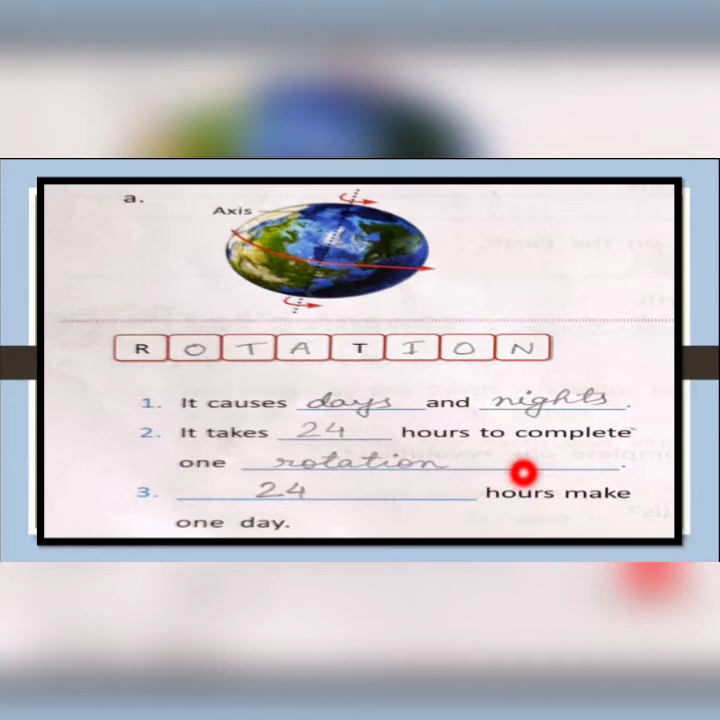 a.
Axis
R O T A T I O N
1. It causes days and nights.
2. It takes 24 hours to complete
one rotation.
3. 24 hours make
one day.